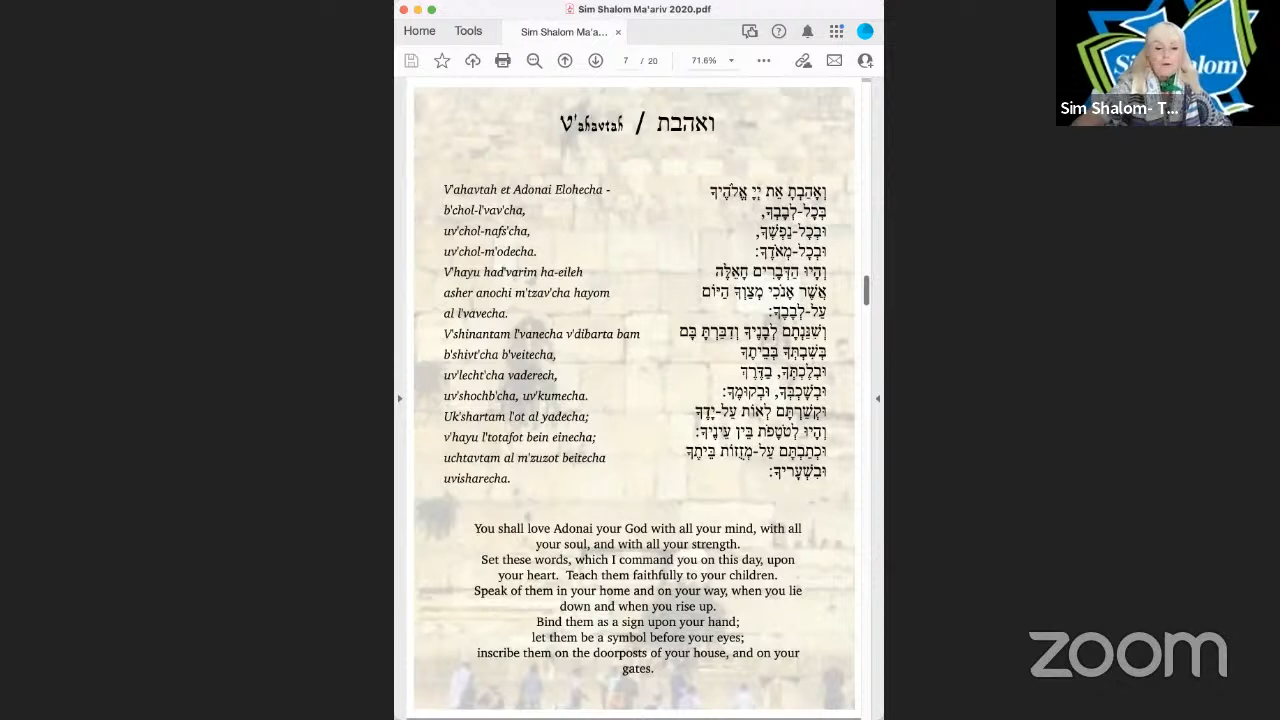 Sim Shalom Ma'ariv 2020.pdf
Home
Tools
Sim Shalom Ma'a...
7 / 20
71.6%
V'ahavtah / ואהבת
V'ahavtah et Adonai Elohecha -
b'chol-l'vav'cha,
uv'chol-nafs'cha,
uv'chol-m'odecha.
V'hayu had'varim ha-eileh
asher anochi m'tzav'cha hayom
al l'vavecha.
V'shinantam l'vanecha v'dibarta bam
b'shivt'cha b'veitecha,
uv'lecht'cha vaderech,
uv'shochb'cha, uv'kumecha.
Uk'shartam l'ot al yadecha;
v'hayu l'totafot bein einecha;
uchtavtam al m'zuzot beitecha
uvisharecha.
וְאָהַבְתָּ אֵת יְיָ אֱלֹהֶיךָ
בְּכָל-לְבָבְךָ,
וּבְכָל-נַפְשְׁךָ,
וּבְכָל-מְאֹדֶךָ:
וְהָיוּ הַדְּבָרִים הָאֵלֶּה
אֲשֶׁר אָנֹכִי מְצַוְּךָ הַיּוֹם
עַל-לְבָבֶךָ:
וְשִׁנַּנְתָּם לְבָנֶיךָ וְדִבַּרְתָּ בָּם
בְּשִׁבְתְּךָ בְּבֵיתֶךָ
וּבְלֶכְתְּךָ, בַדֶּרֶךְ
וּבְשָׁכְבְּךָ, וּבְקוּמֶךָ:
וּקְשַׁרְתָּם לְאוֹת עַל-יָדֶךָ
וְהָיוּ לְטֹטָפֹת בֵּין עֵינֶיךָ:
וּכְתַבְתָּם עַל-מְזֻזוֹת בֵּיתֶךָ
וּבִשְׁעָרֶיךָ:
You shall love Adonai your God with all your mind, with all
your soul, and with all your strength.
Set these words, which I command you on this day, upon
your heart. Teach them faithfully to your children.
Speak of them in your home and on your way, when you lie
down and when you rise up.
Bind them as a sign upon your hand;
let them be a symbol before your eyes;
inscribe them on the doorposts of your house, and on your
gates.
Sim Shalom- T...
zoom